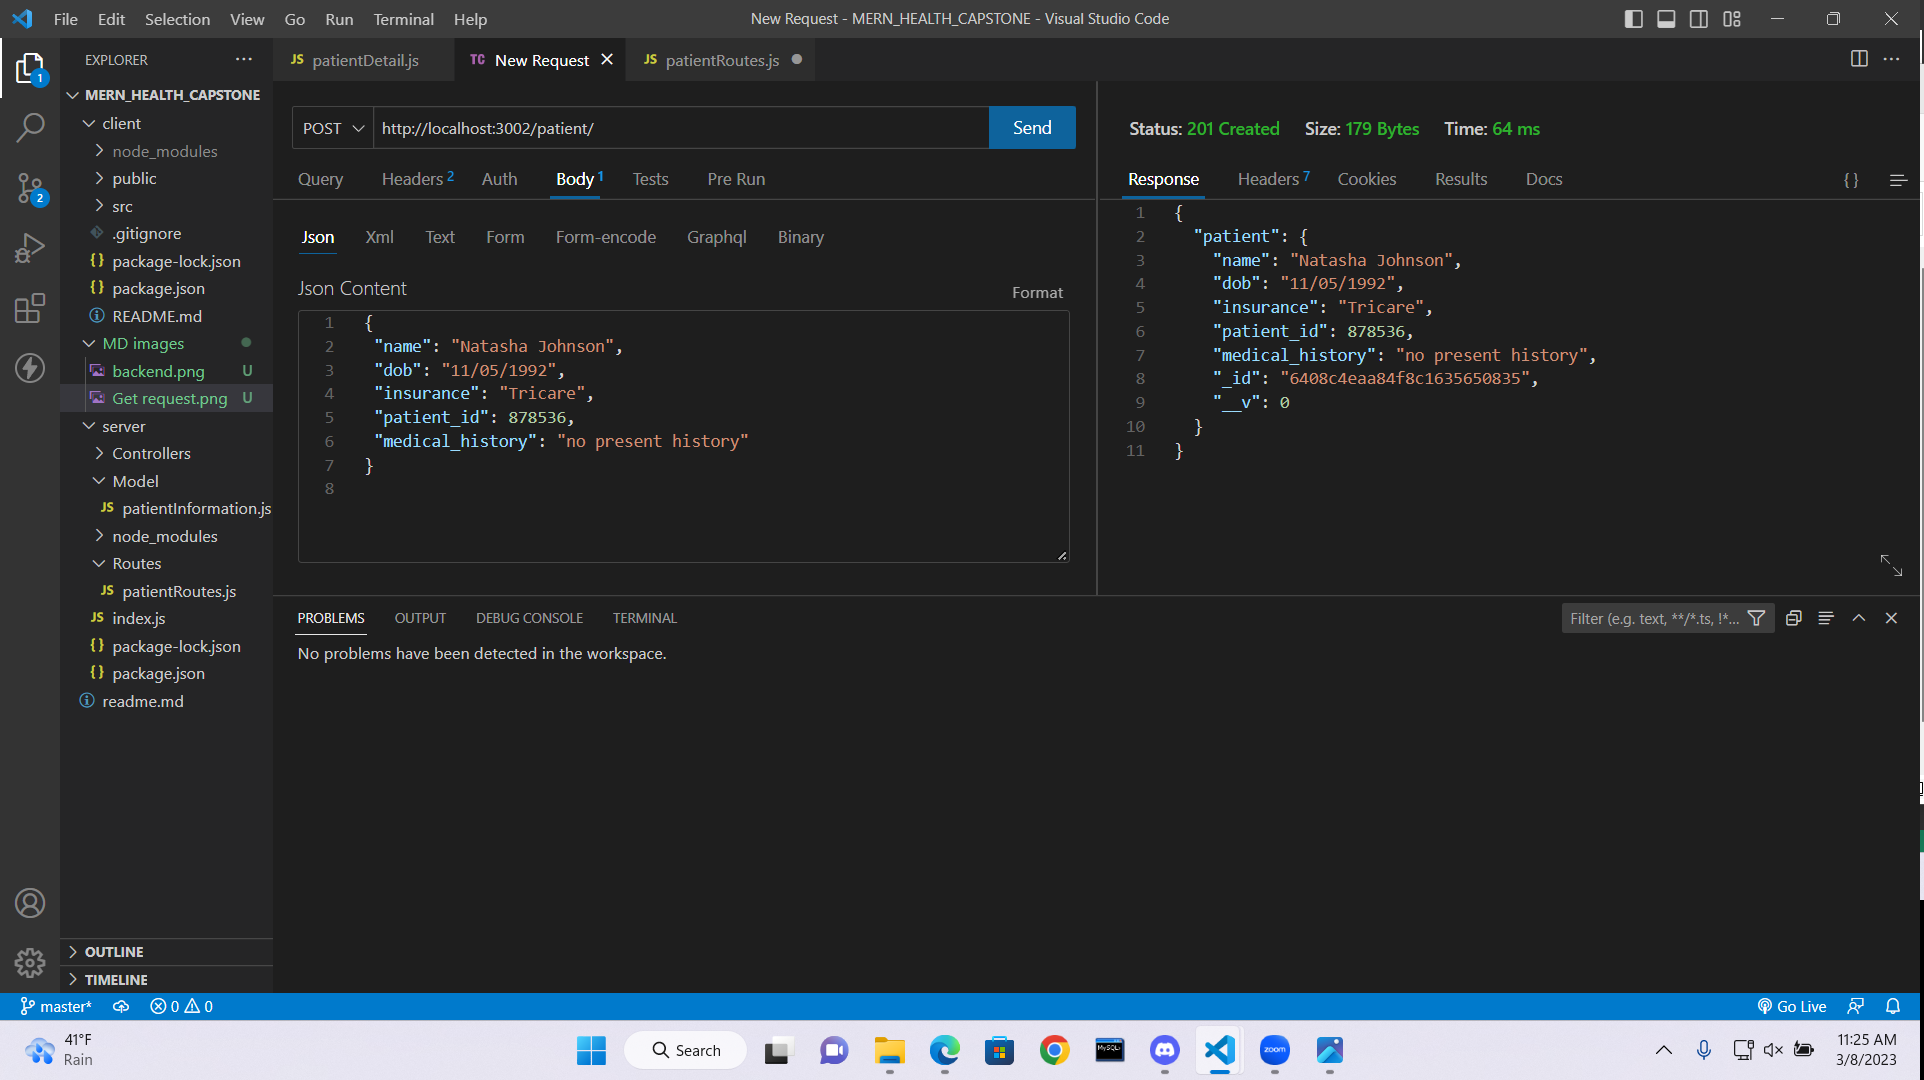 File Edit Selection View Go Run Terminal Help
New Request - MERN_HEALTH_CAPSTONE - Visual Studio Code
1
2
EXPLORER
MERN_HEALTH_CAPSTONE
client
node_modules
public
src
.gitignore
{} package-lock.json
{} package.json
README.md
MD images
backend.png U
Get request.png U
server
Controllers
Model
JS patientInformation.js
node_modules
Routes
JS patientRoutes.js
JS index.js
{} package-lock.json
{} package.json
readme.md
OUTLINE
TIMELINE
JS patientDetail.js
TC New Request
JS patientRoutes.js
POST http://localhost:3002/patient/ Send
Query Headers 2 Auth Body 1 Tests Pre Run
Json Xml Text Form Form-encode Graphql Binary
Json Content
Format
1 {
2 "name": "Natasha Johnson",
3 "dob": "11/05/1992",
4 "insurance": "Tricare",
5 "patient_id": 878536,
6 "medical_history": "no present history"
7 }
8
Status: 201 Created Size: 179 Bytes Time: 64 ms
Response Headers 7 Cookies Results Docs { }
1 {
2 "patient": {
3 "name": "Natasha Johnson",
4 "dob": "11/05/1992",
5 "insurance": "Tricare",
6 "patient_id": 878536,
7 "medical_history": "no present history",
8 "_id": "6408c4eaa84f8c1635650835",
9 "__v": 0
10 }
11 }
PROBLEMS OUTPUT DEBUG CONSOLE TERMINAL
Filter (e.g. text, **/*.ts, !*...
No problems have been detected in the workspace.
master* 0 0
Go Live
41°F
Rain
Search
MySQL
zoom
11:25 AM
3/8/2023